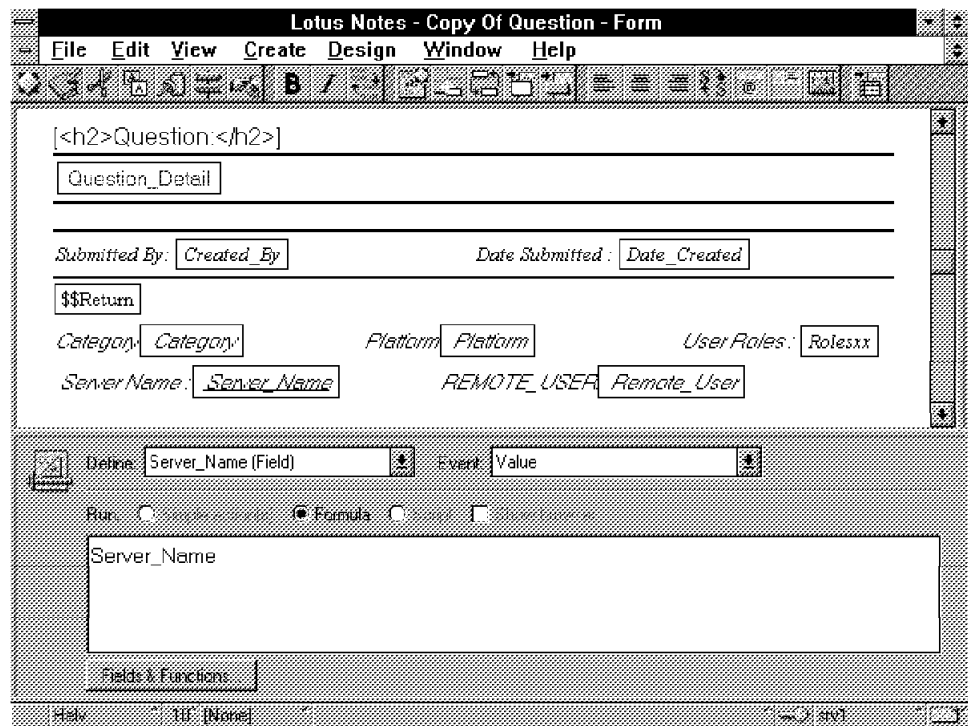 Lotus Notes - Copy Of Question - Form
File Edit View Create Design Window Help
B I @
[<h2>Question:</h2>]
Question_Detail
Submitted By: Created_By Date Submitted : Date_Created
$$Return
Category Category Platform Platform User Roles : Rolesxx
Server Name : Server_Name REMOTE_USER Remote_User
Define: Server_Name (Field) Event: Value
Run: Formula
Server_Name
Fields & Functions...
Helv 10 [None] srv1